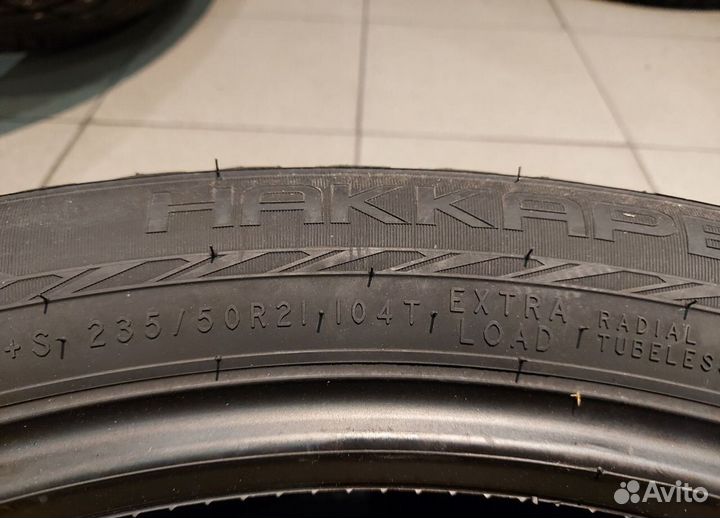 HAKKAPE
+S 235/50R21 104T EXTRA LOAD RADIAL TUBELES
Avito